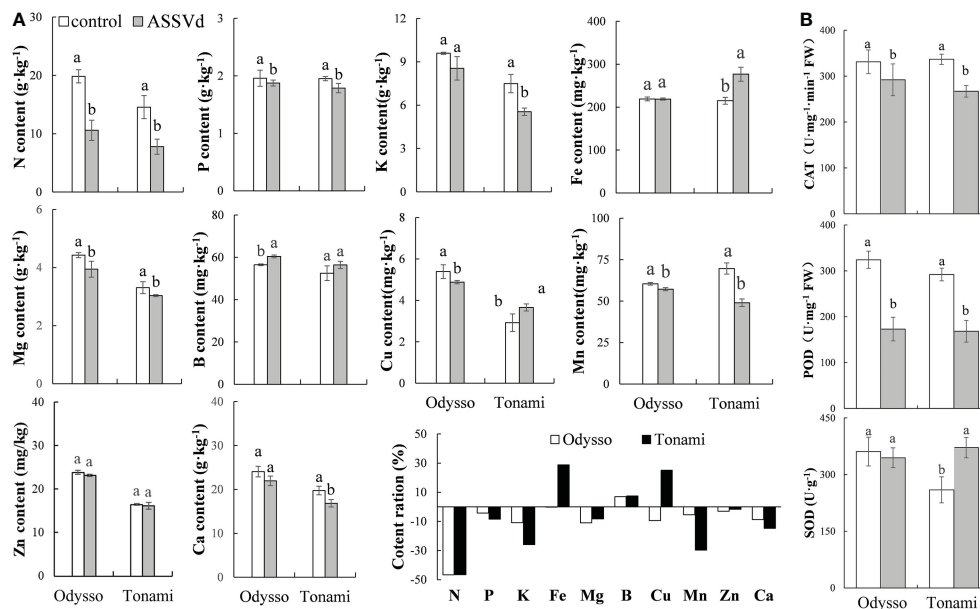 A
control ASSVd
N content (g·kg-1)
30
20
10
0
a
b
a
b
P content (g·kg-1)
3
2
1
0
a
b
a
b
K content(g·kg-1)
12
9
6
3
0
a
a
a
b
Fe content (mg·kg-1)
400
300
200
100
0
a a
b
a
Mg content (g·kg-1)
6
4
2
0
a
b
a
b
B content (mg·kg-1)
80
60
40
20
0
b
a
a a
Cu content(mg·kg-1)
8
6
4
2
0
a
b
b
a
Odysso Tonami
Mn content(mg·kg-1)
100
75
50
25
0
a
b
a
b
Odysso Tonami
Zn content (mg/kg)
40
30
20
10
0
a a
a a
Odysso Tonami
Ca content (g·kg-1)
40
30
20
10
0
a
a
a
b
Odysso Tonami
Cotent ration (%)
50
30
10
-10
-30
-50
Odysso Tonami
N P K Fe Mg B Cu Mn Zn Ca
B
CAT（U·mg-1·min-1 FW)
400
300
200
100
0
a
b
a
b
POD (U·mg-1 FW)
400
300
200
100
0
a
b
a
b
SOD (U·g-1)
450
300
150
0
a
a
b
a
Odysso Tonami